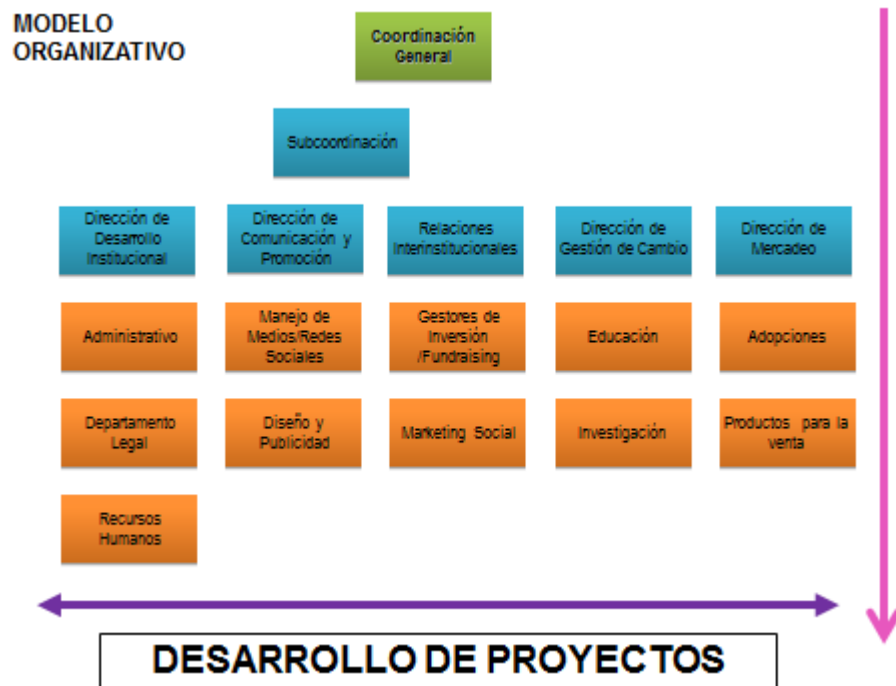 MODELO
ORGANIZATIVO
Coordinación
General
Subcoordinación
Dirección de
Desarrollo
Institucional
Dirección de
Comunicación y
Promoción
Relaciones
Interinstitucionales
Dirección de
Gestión de Cambio
Dirección de
Mercadeo
Administrativo
Manejo de
Medios/Redes
Sociales
Gestores de
Inversión
/Fundraising
Educación
Adopciones
Departamento
Legal
Diseño y
Publicidad
Marketing Social
Investigación
Productos para la
venta
Recursos
Humanos
DESARROLLO DE PROYECTOS